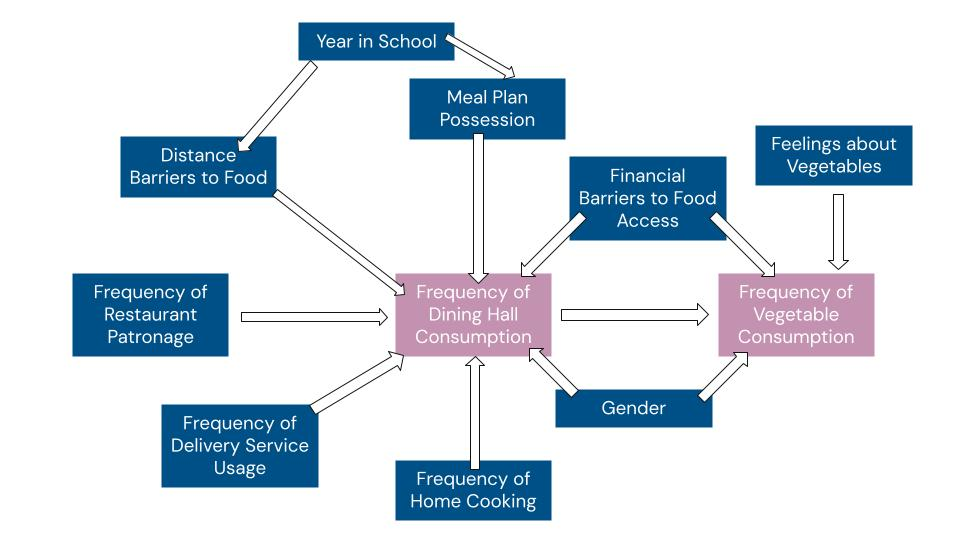 Year in School
Meal Plan
Possession
Distance
Barriers to Food
Financial
Barriers to Food
Access
Feelings about
Vegetables
Frequency of
Restaurant
Patronage
Frequency of
Dining Hall
Consumption
Frequency of
Vegetable
Consumption
Frequency of
Delivery Service
Usage
Frequency of
Home Cooking
Gender